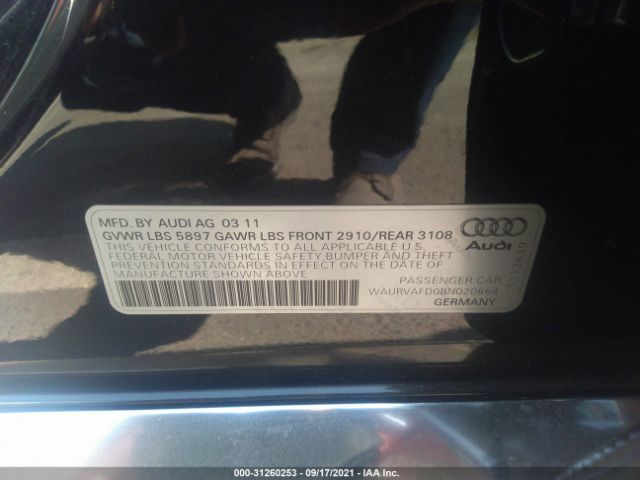 MFD. BY AUDI AG 03 11
GVWR LBS 5897 GAWR LBS FRONT 2910/REAR 3108
THIS VEHICLE CONFORMS TO ALL APPLICABLE U.S.
FEDERAL MOTOR VEHICLE SAFETY, BUMPER AND THEFT
PREVENTION STANDARDS IN EFFECT ON THE DATE OF
MANUFACTURE SHOWN ABOVE
PASSENGER CAR
WAURVAFD0BN020664
GERMANY
Audi
1113039
000-31260253 - 09/17/2021 - IAA Inc.